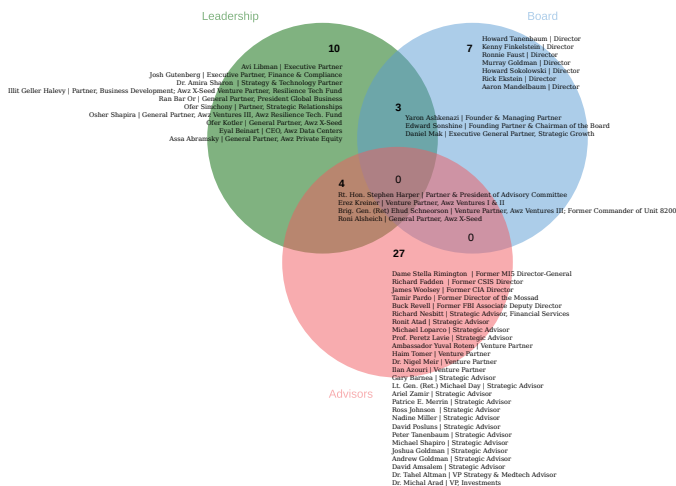 Leadership
Board
10
Avi Libman | Executive Partner
Josh Gutenberg | Executive Partner, Finance & Compliance
Dr. Amira Sharon | Strategy & Technology Partner
Illit Geller Halevy | Partner, Business Development; Awz X-Seed Venture Partner, Resilience Tech Fund
Ran Bar Or | General Partner, President Global Business
Ofer Simchony | Partner, Strategic Relationships
Osher Shapira | General Partner, Awz Ventures III, Awz Resilience Tech. Fund
Ofer Kotler | General Partner, Awz X-Seed
Eyal Beinart | CEO, Awz Data Centers
Assa Abramsky | General Partner, Awz Private Equity
7
Howard Tanenbaum | Director
Kenny Finkelstein | Director
Ronnie Faust | Director
Murray Goldman | Director
Howard Sokolowski | Director
Rick Ekstein | Director
Aaron Mandelbaum | Director
3
Yaron Ashkenazi | Founder & Managing Partner
Edward Sonshine | Founding Partner & Chairman of the Board
Daniel Mak | Executive General Partner, Strategic Growth
0
4
Rt. Hon. Stephen Harper | Partner & President of Advisory Committee
Erez Kreiner | Venture Partner, Awz Ventures I & II
Brig. Gen. (Ret) Ehud Schneorson | Venture Partner, Awz Ventures III; Former Commander of Unit 8200
Roni Alsheich | General Partner, Awz X-Seed
0
27
Dame Stella Rimington | Former MI5 Director-General
Richard Fadden | Former CSIS Director
James Woolsey | Former CIA Director
Tamir Pardo | Former Director of the Mossad
Buck Revell | Former FBI Associate Deputy Director
Richard Nesbitt | Strategic Advisor, Financial Services
Ronit Atad | Strategic Advisor
Michael Loparco | Strategic Advisor
Prof. Peretz Lavie | Strategic Advisor
Ambassador Yuval Rotem | Venture Partner
Haim Tomer | Venture Partner
Dr. Nigel Meir | Venture Partner
Ilan Azouri | Venture Partner
Gary Barnea | Strategic Advisor
Lt. Gen. (Ret.) Michael Day | Strategic Advisor
Ariel Zamir | Strategic Advisor
Patrice E. Merrin | Strategic Advisor
Ross Johnson | Strategic Advisor
Nadine Miller | Strategic Advisor
David Posluns | Strategic Advisor
Peter Tanenbaum | Strategic Advisor
Michael Shapiro | Strategic Advisor
Joshua Goldman | Strategic Advisor
Andrew Goldman | Strategic Advisor
David Amsalem | Strategic Advisor
Dr. Tahel Altman | VP Strategy & Medtech Advisor
Dr. Michal Arad | VP, Investments
Advisors